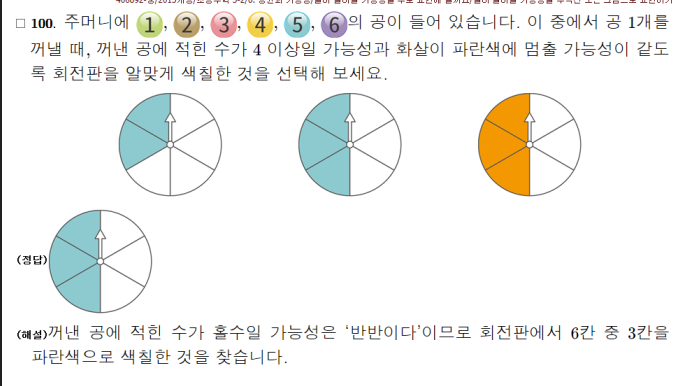 □ 100. 주머니에 1, 2, 3, 4, 5, 6의 공이 들어 있습니다. 이 중에서 공 1개를
꺼낼 때, 꺼낸 공에 적힌 수가 4 이상일 가능성과 화살이 파란색에 멈출 가능성이 같도
록 회전판을 알맞게 색칠한 것을 선택해 보세요.
(정답)
(해설)꺼낸 공에 적힌 수가 홀수일 가능성은 ‘반반이다’이므로 회전판에서 6칸 중 3칸을
파란색으로 색칠한 것을 찾습니다.